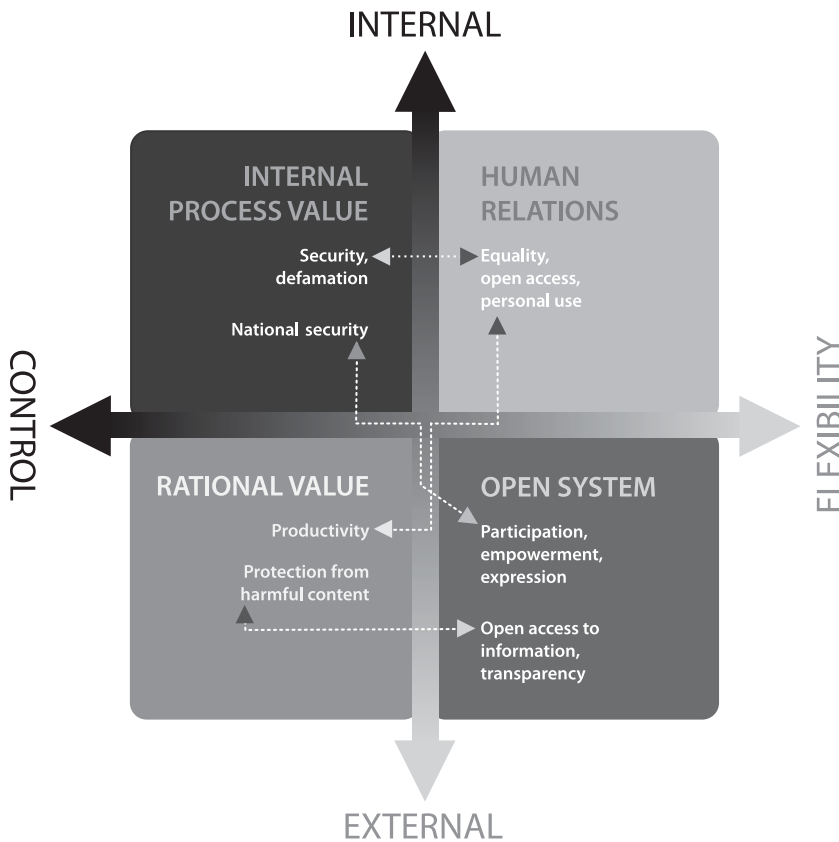 INTERNAL
INTERNAL
PROCESS VALUE
Security,
defamation
National security
HUMAN
RELATIONS
Equality,
open access,
personal use
CONTROL
FLEXIBILITY
RATIONAL VALUE
Productivity
Protection from
harmful content
OPEN SYSTEM
Participation,
empowerment,
expression
Open access to
information,
transparency
EXTERNAL